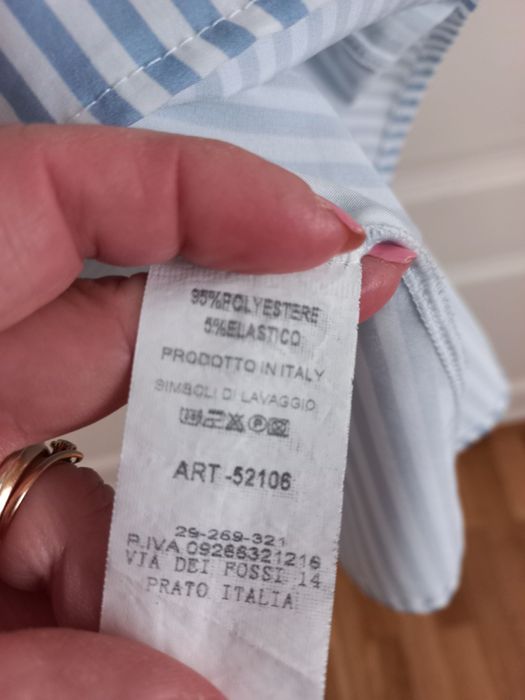 95%POLYESTERE
5%ELASTICO
PRODOTTO IN ITALY
SIMBOLI DI LAVAGGIO
ART-52106
29-269-321
P.IVA 09266321216
VIA DEI FOSSI 14
PRATO ITALIA